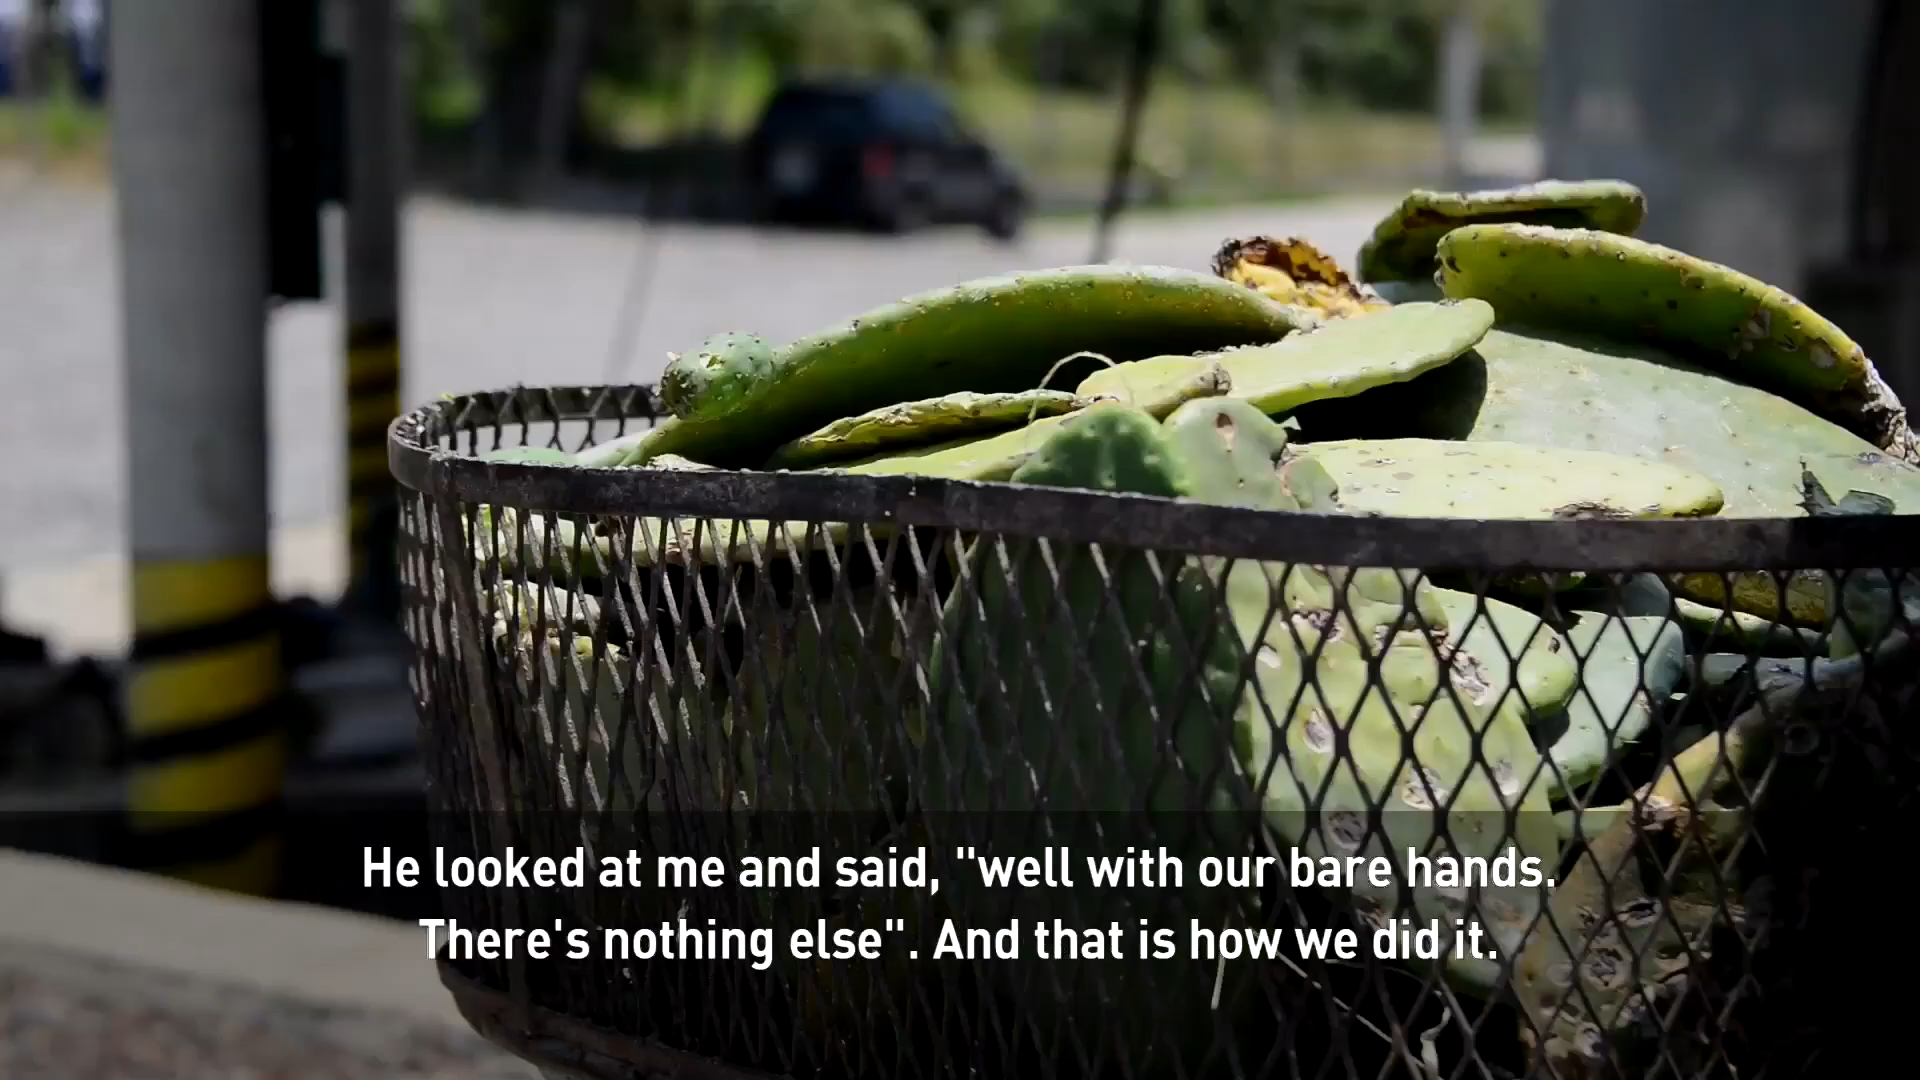 He looked at me and said, "well with our bare hands.
There's nothing else". And that is how we did it.